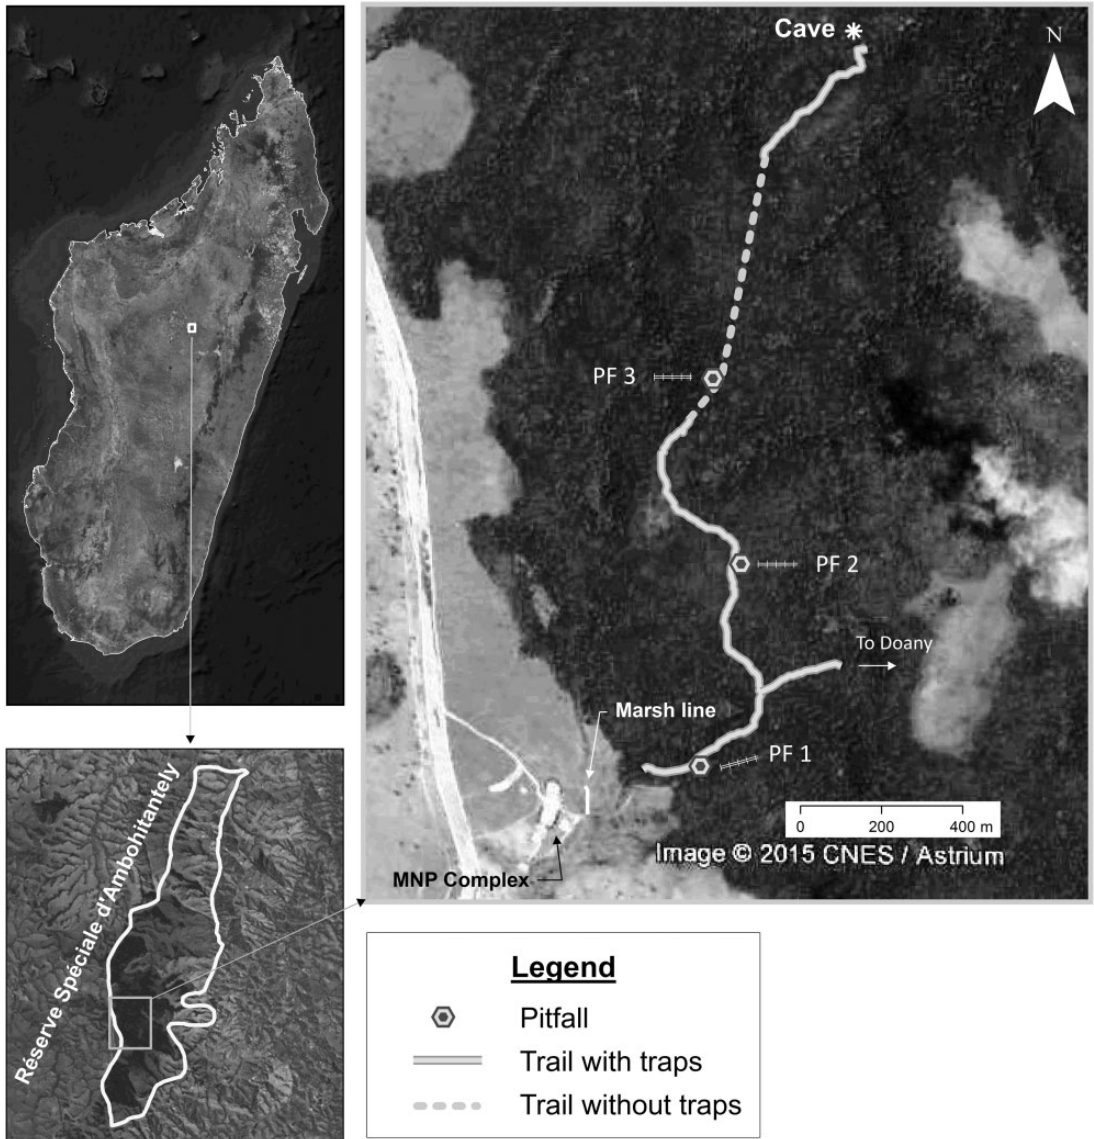 Cave
N
PF 3
PF 2
To Doany
Marsh line
PF 1
0 200 400 m
Image © 2015 CNES / Astrium
MNP Complex
Réserve Spéciale d'Ambohitantely
Legend
Pitfall
Trail with traps
Trail without traps